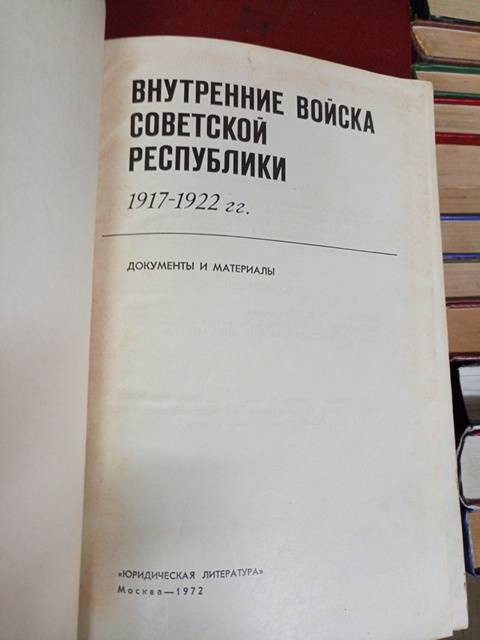 ВНУТРЕННИЕ ВОЙСКА
СОВЕТСКОЙ
РЕСПУБЛИКИ
1917-1922 гг.
ДОКУМЕНТЫ И МАТЕРИАЛЫ
«ЮРИДИЧЕСКАЯ ЛИТЕРАТУРА»
Москва—1972